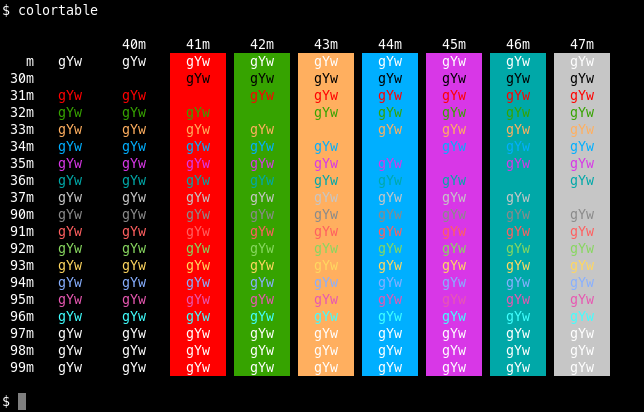 $ colortable
40m 41m 42m 43m 44m 45m 46m 47m
m gYw gYw gYw gYw gYw gYw gYw gYw gYw
30m gYw gYw gYw gYw gYw gYw gYw
31m gYw gYw gYw gYw gYw gYw gYw gYw
32m gYw gYw gYw gYw gYw gYw gYw gYw
33m gYw gYw gYw gYw gYw gYw gYw gYw
34m gYw gYw gYw gYw gYw gYw gYw gYw
35m gYw gYw gYw gYw gYw gYw gYw gYw
36m gYw gYw gYw gYw gYw gYw gYw gYw
37m gYw gYw gYw gYw gYw gYw gYw gYw
90m gYw gYw gYw gYw gYw gYw gYw gYw gYw
91m gYw gYw gYw gYw gYw gYw gYw gYw gYw
92m gYw gYw gYw gYw gYw gYw gYw gYw gYw
93m gYw gYw gYw gYw gYw gYw gYw gYw gYw
94m gYw gYw gYw gYw gYw gYw gYw gYw gYw
95m gYw gYw gYw gYw gYw gYw gYw gYw gYw
96m gYw gYw gYw gYw gYw gYw gYw gYw gYw
97m gYw gYw gYw gYw gYw gYw gYw gYw gYw
98m gYw gYw gYw gYw gYw gYw gYw gYw gYw
99m gYw gYw gYw gYw gYw gYw gYw gYw gYw
$